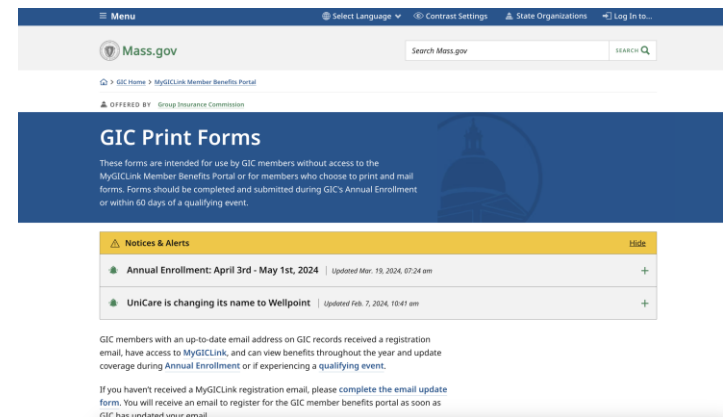 Menu
Select Language
Contrast Settings
State Organizations
Log In to...
Mass.gov
Search Mass.gov
SEARCH
> GIC Home > MyGICLink Member Benefits Portal
OFFERED BY Group Insurance Commission
GIC Print Forms
These forms are intended for use by GIC members without access to the
MyGICLink Member Benefits Portal or for members who choose to print and mail
forms. Forms should be completed and submitted during GIC's Annual Enrollment
or within 60 days of a qualifying event.
Notices & Alerts
Hide
Annual Enrollment: April 3rd - May 1st, 2024 | Updated Mar. 19, 2024, 07:24 am
UniCare is changing its name to Wellpoint | Updated Feb. 7, 2024, 10:41 am
GIC members with an up-to-date email address on GIC records received a registration
email, have access to MyGICLink, and can view benefits throughout the year and update
coverage during Annual Enrollment or if experiencing a qualifying event.
If you haven't received a MyGICLink registration email, please complete the email update
form. You will receive an email to register for the GIC member benefits portal as soon as
GIC has updated your email.